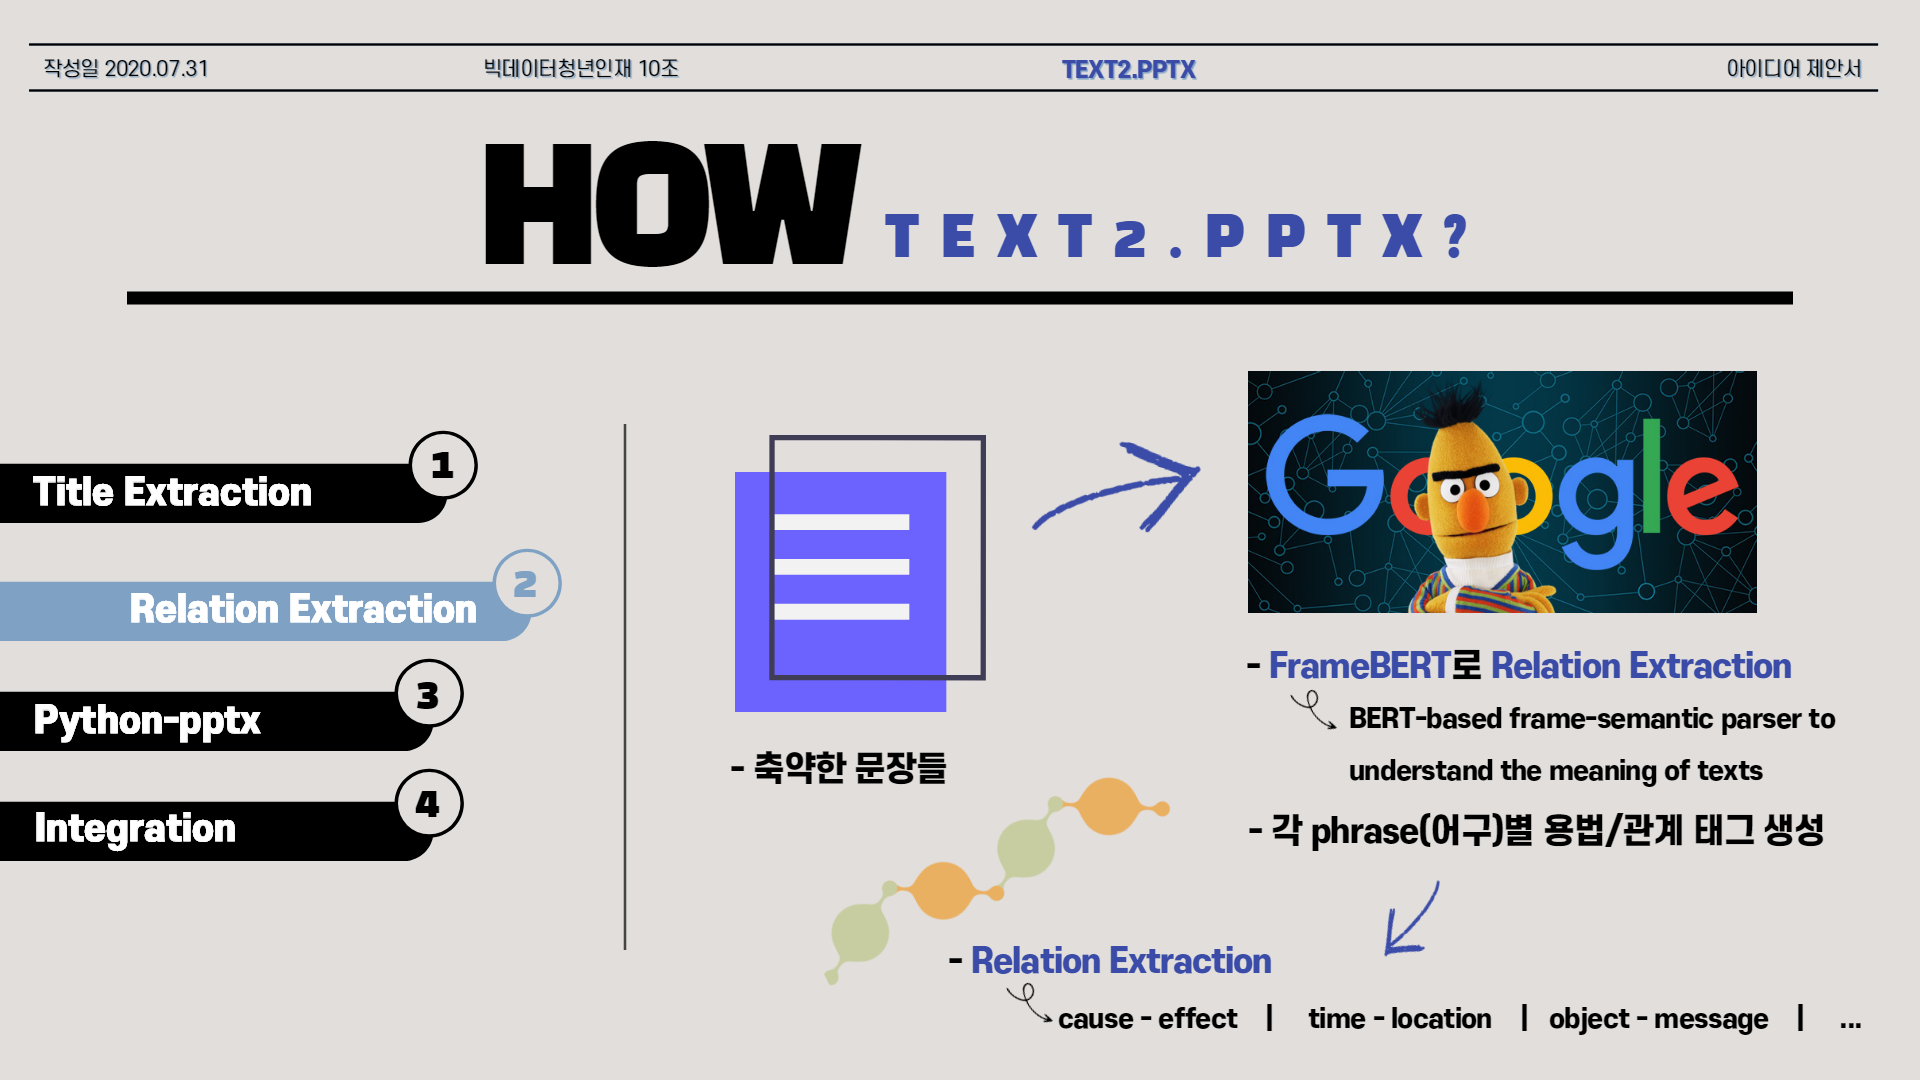 작성일 2020.07.31
빅데이터청년인재 10조
TEXT2.PPTX
아이디어 제안서
HOW TEXT2.PPTX?
1
Title Extraction
2
Relation Extraction
3
Python-pptx
4
Integration
- 축약한 문장들
Google
- FrameBERT로 Relation Extraction
BERT-based frame-semantic parser to
understand the meaning of texts
- 각 phrase(어구)별 용법/관계 태그 생성
- Relation Extraction
cause - effect | time - location | object - message | ...